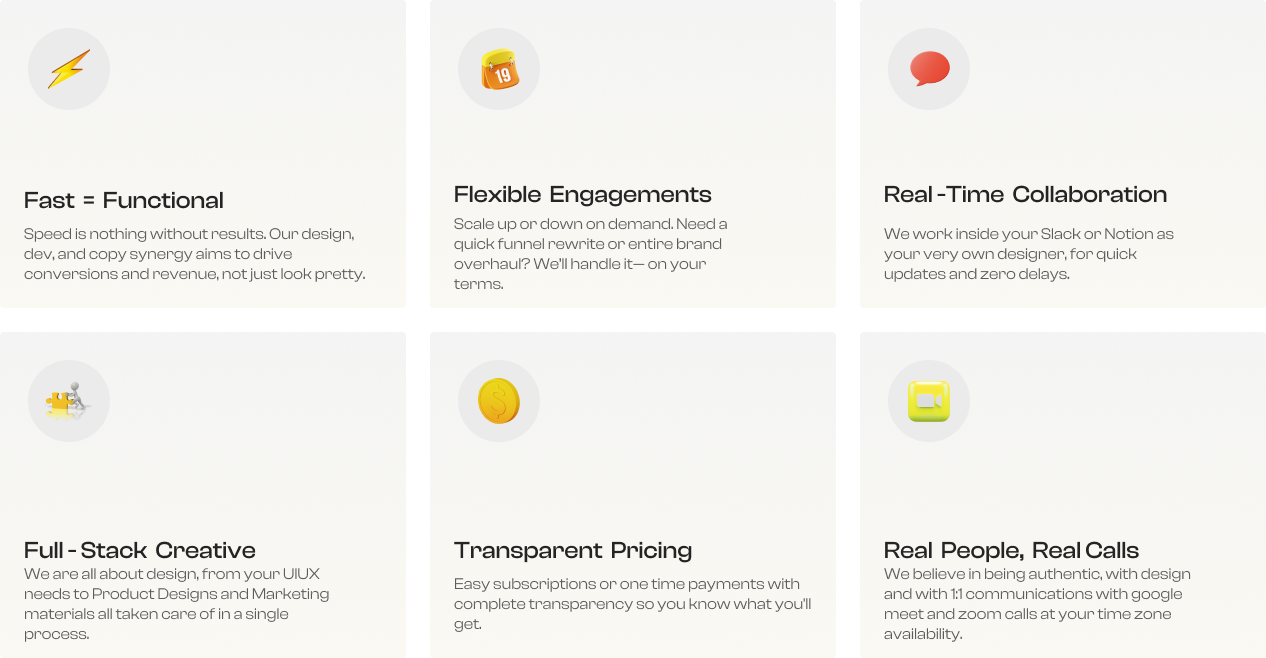 19
Fast = Functional
Speed is nothing without results. Our design,
dev, and copy synergy aims to drive
conversions and revenue, not just look pretty.
Flexible Engagements
Scale up or down on demand. Need a
quick funnel rewrite or entire brand
overhaul? We'll handle it— on your
terms.
Real -Time Collaboration
We work inside your Slack or Notion as
your very own designer, for quick
updates and zero delays.
Full - Stack Creative
We are all about design, from your UIUX
needs to Product Designs and Marketing
materials all taken care of in a single
process.
$
Transparent Pricing
Easy subscriptions or one time payments with
complete transparency so you know what you'll
get.
Real People, Real Calls
We believe in being authentic, with design
and with 1:1 communications with google
meet and zoom calls at your time zone
availability.